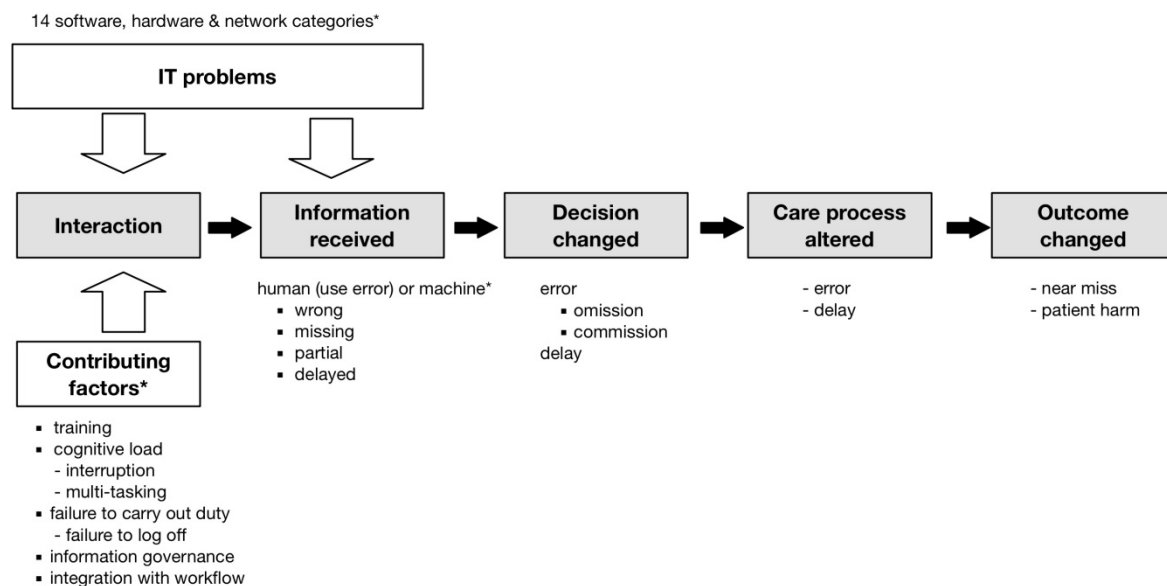 14 software, hardware & network categories*
IT problems
Interaction
Information
received
Decision
changed
Care process
altered
Outcome
changed
human (use error) or machine*
▪ wrong
▪ missing
▪ partial
▪ delayed
error
▪ omission
▪ commission
delay
- error
- delay
- near miss
- patient harm
Contributing
factors*
▪ training
▪ cognitive load
- interruption
- multi-tasking
▪ failure to carry out duty
- failure to log off
▪ information governance
▪ integration with workflow